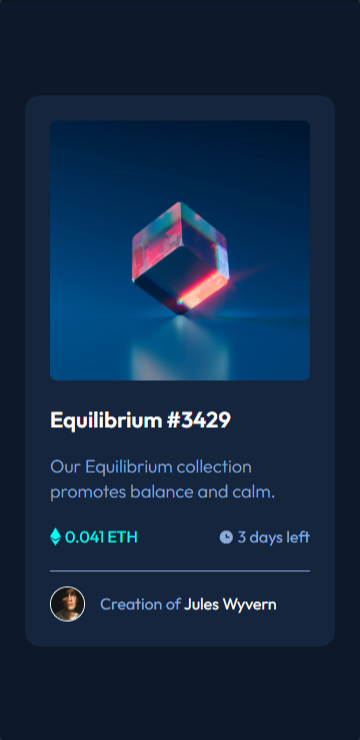 Equilibrium #3429
Our Equilibrium collection
promotes balance and calm.
0.041 ETH
3 days left
Creation of Jules Wyvern